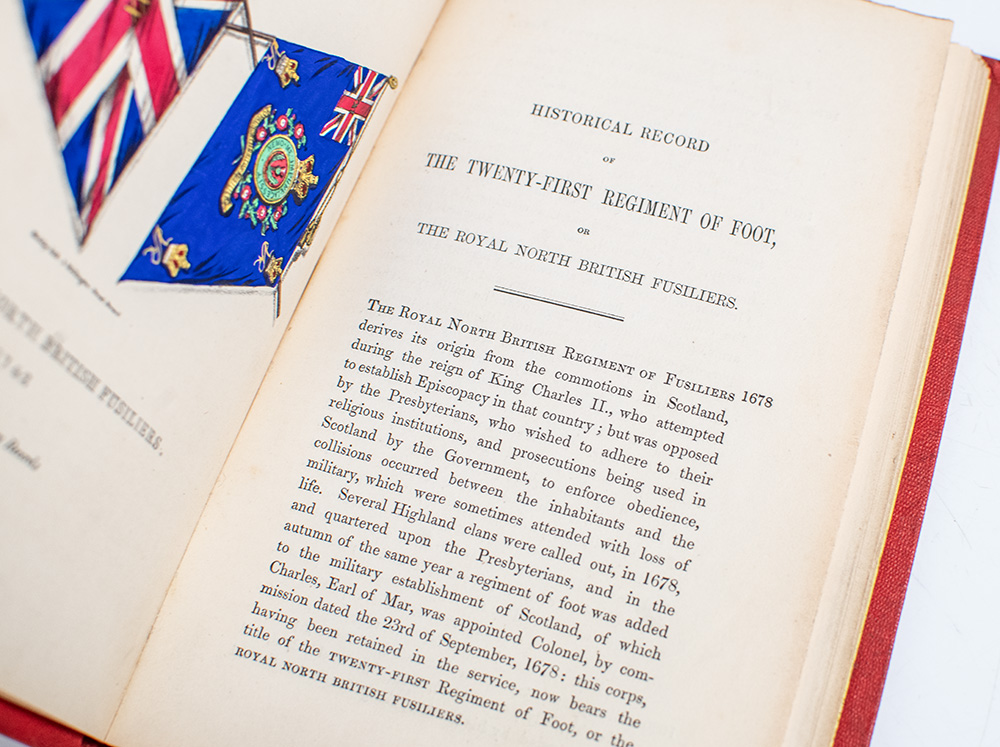 NORTH BRITISH FUSILIERS.
HISTORICAL RECORD
OF
THE TWENTY-FIRST REGIMENT OF FOOT,
OR
THE ROYAL NORTH BRITISH FUSILIERS.
THE ROYAL NORTH BRITISH REGIMENT OF FUSILIERS 1678
derives its origin from the commotions in Scotland,
during the reign of King Charles II., who attempted
to establish Episcopacy in that country; but was opposed
by the Presbyterians, who wished to adhere to their
religious institutions, and prosecutions being used in
Scotland by the Government, to enforce obedience,
collisions occurred between the inhabitants and the
military, which were sometimes attended with loss of
life. Several Highland clans were called out, in 1678,
and quartered upon the Presbyterians, and in the
autumn of the same year a regiment of foot was added
to the military establishment of Scotland, of which
Charles, Earl of Mar, was appointed Colonel, by com-
mission dated the 23rd of September, 1678: this corps,
having been retained in the service, now bears the
title of the TWENTY-FIRST Regiment of Foot, or the
ROYAL NORTH BRITISH FUSILIERS.